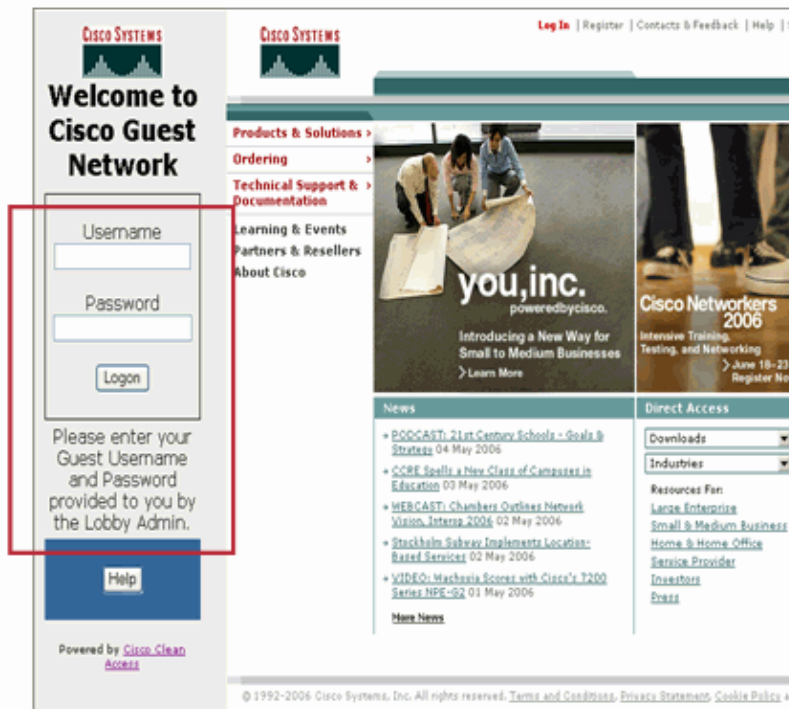 CISCO SYSTEMS
Welcome to
Cisco Guest
Network
Username
Password
Logon
Please enter your
Guest Username
and Password
provided to you by
the Lobby Admin.
Help
Powered by Cisco Clean
Access
CISCO SYSTEMS
Log In | Register | Contacts & Feedback | Help |
Products & Solutions ›
Ordering ›
Technical Support & ›
Documentation
Learning & Events
Partners & Resellers
About Cisco
you,inc.
poweredbycisco.
Introducing a New Way for
Small to Medium Businesses
> Learn More
Cisco Networkers
2006
Intensive Training,
Testing, and Networking
> June 18-23
Register No
News
PODCAST: 21st Century Schools - Goals &
Strategy 04 May 2006
CCRE Spells a New Class of Campuses in
Education 03 May 2006
WEBCAST: Chambers Outlines Network
Vision, Interop 2006 02 May 2006
Stockholm Subway Implements Location-
Based Services 02 May 2006
VIDEO: Wachovia Scores with Cisco's 7200
Series NPE-G2 01 May 2006
More News
Direct Access
Downloads
Industries
Resources For:
Large Enterprise
Small & Medium Business
Home & Home Office
Service Provider
Investors
Press
© 1992-2006 Cisco Systems, Inc. All rights reserved. Terms and Conditions, Privacy Statement, Cookie Policy a